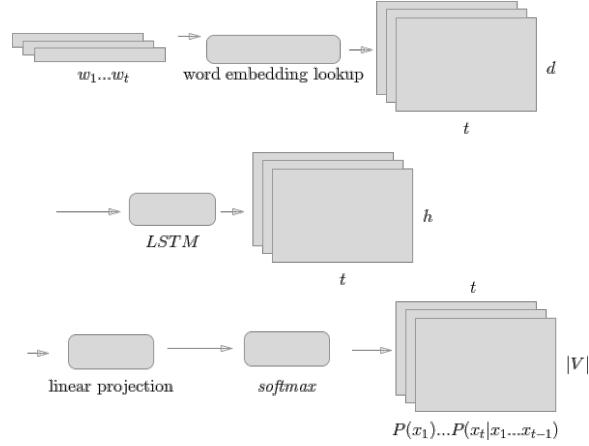 w₁...wₜ
word embedding lookup
d
t
LSTM
h
t
t
linear projection
softmax
|V|
P(x₁)...P(xₜ|x₁...xₜ₋₁)